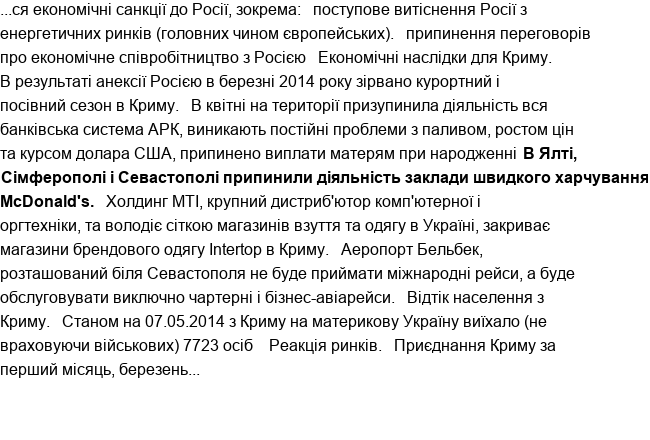 ...ся економічні санкції до Росії, зокрема:   поступове витіснення Росії з
енергетичних ринків (головних чином європейських).   припинення переговорів
про економічне співробітництво з Росією   Економічні наслідки для Криму.
В результаті анексії Росією в березні 2014 року зірвано курортний і
посівний сезон в Криму.   В квітні на території призупинила діяльність вся
банківська система АРК, виникають постійні проблеми з паливом, ростом цін
та курсом долара США, припинено виплати матерям при народженні  В Ялті,
Сімферополі і Севастополі припинили діяльність заклади швидкого харчування
McDonald's.   Холдинг МТІ, крупний дистриб'ютор комп'ютерної і
оргтехніки, та володіє сіткою магазинів взуття та одягу в Україні, закриває
магазини брендового одягу Intertop в Криму.   Аеропорт Бельбек,
розташований біля Севастополя не буде приймати міжнародні рейси, а буде
обслуговувати виключно чартерні і бізнес-авіарейси.   Відтік населення з
Криму.   Станом на 07.05.2014 з Криму на материкову Україну виїхало (не
враховуючи військових) 7723 осіб    Реакція ринків.   Приєднання Криму за
перший місяць, березень...